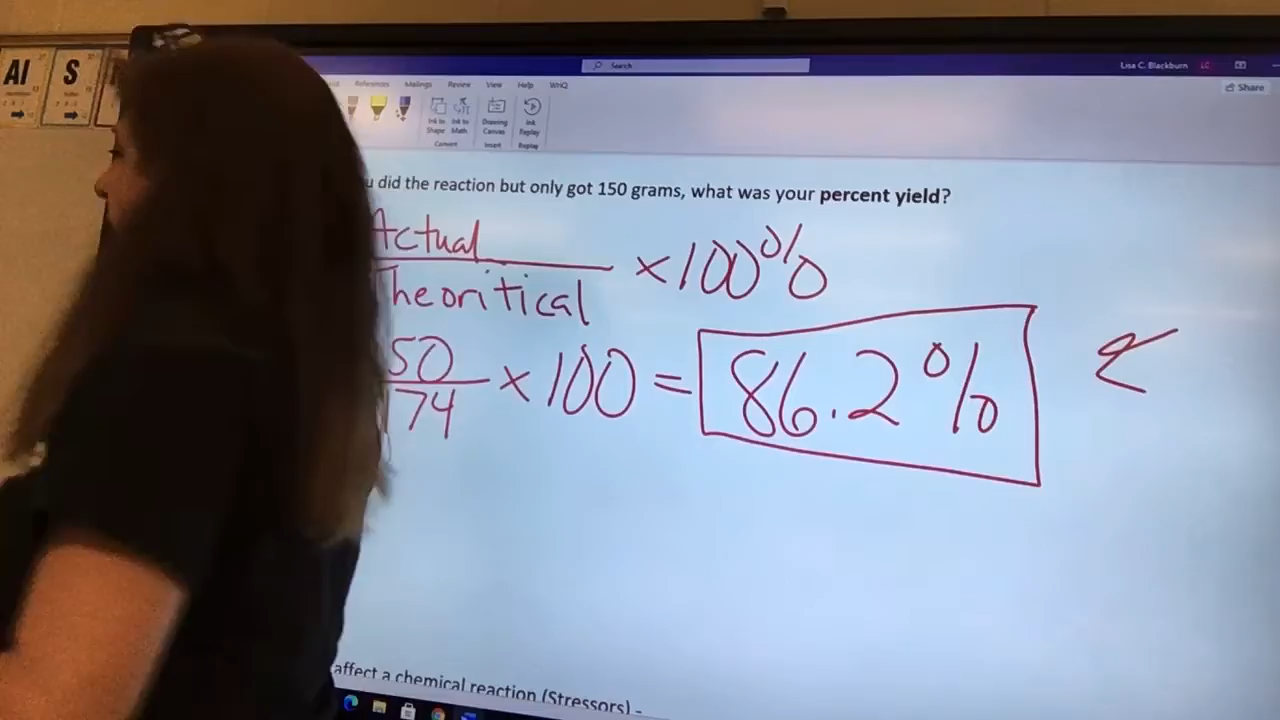 Al S
Search
Lisa C. Blackburn LC
References Mailings Review View Help WHQ
Share
Ink to Shape Ink to Math Drawing Canvas Ink Replay
Convert Insert Replay
did the reaction but only got 150 grams, what was your percent yield?
Actual
Theoritical
×100%
50
174
×100 = 86.2%
affect a chemical reaction (Stressors) -